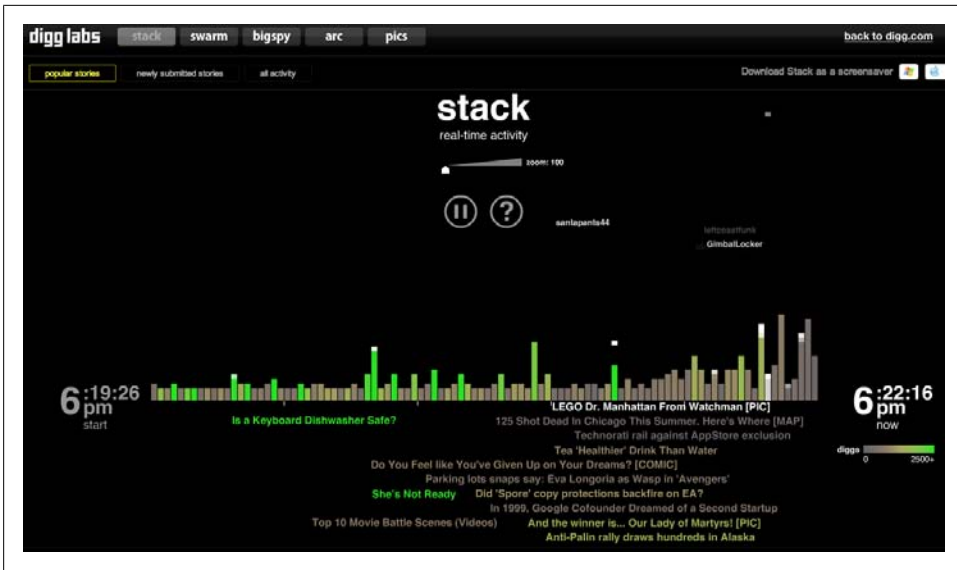 digg labs stack swarm bigspy arc pics back to digg.com
popular stories newly submitted stories all activity Download Stack as a screensaver
stack
real-time activity
zoom: 100
santapants44
GimbalLocker
6:19:26 pm
start
6:22:16 pm
now
LEGO Dr. Manhattan From Watchman [PIC]
Is a Keyboard Dishwasher Safe?
125 Shot Dead In Chicago This Summer. Here's Where [MAP]
Technorati rail against AppStore exclusion
Tea 'Healthier' Drink Than Water
diggs 0 2500+
Do You Feel like You've Given Up on Your Dreams? [COMIC]
Parking lots snaps say: Eva Longoria as Wasp in 'Avengers'
She's Not Ready Did 'Spore' copy protections backfire on EA?
In 1999, Google Cofounder Dreamed of a Second Startup
Top 10 Movie Battle Scenes (Videos) And the winner is... Our Lady of Martyrs! [PIC]
Anti-Palin rally draws hundreds in Alaska